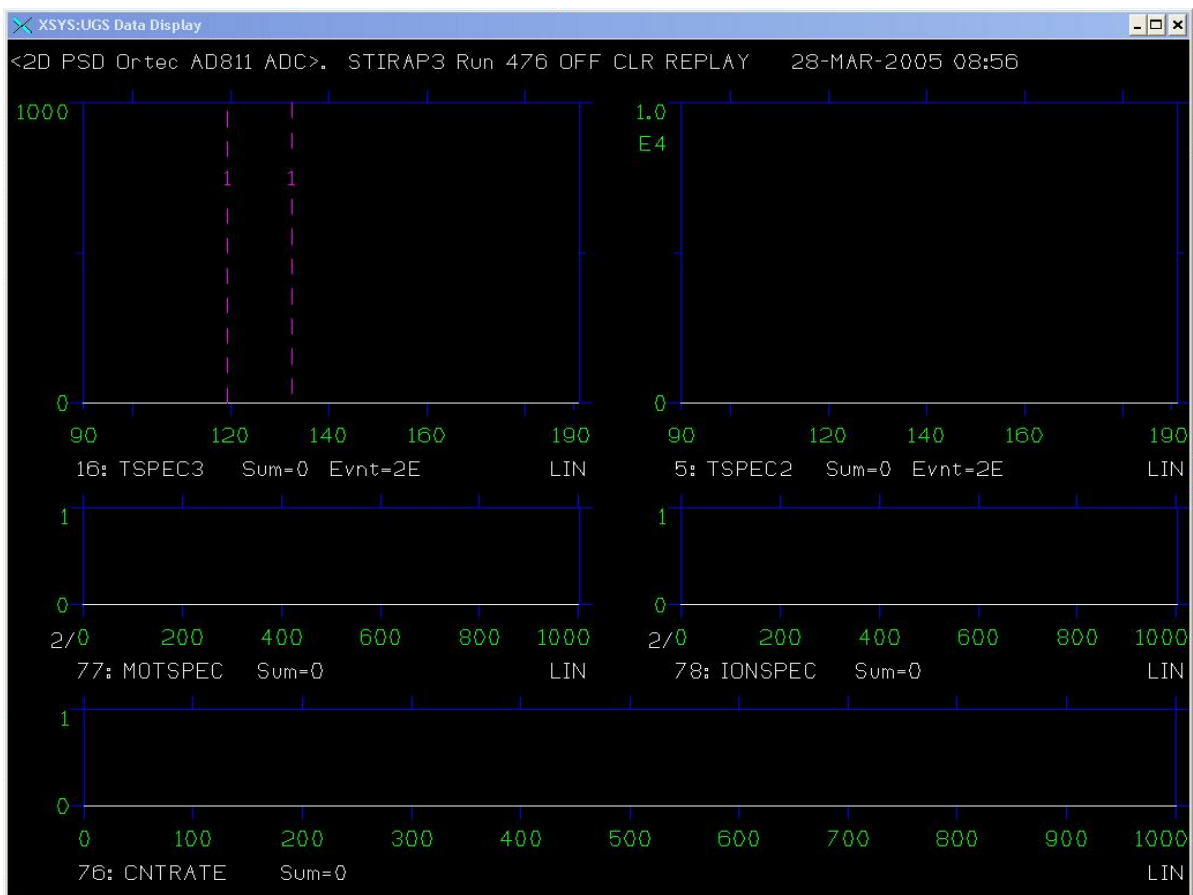 XSYS:UGS Data Display
<2D PSD Ortec AD811 ADC>. STIRAP3 Run 476 OFF CLR REPLAY 28-MAR-2005 08:56
1000
1 1
0
90 120 140 160 190
16: TSPEC3 Sum=0 Evnt=2E LIN
1.0
E4
0
90 120 140 160 190
5: TSPEC2 Sum=0 Evnt=2E LIN
1
0
2/0 200 400 600 800 1000
77: MOTSPEC Sum=0 LIN
1
0
2/0 200 400 600 800 1000
78: IONSPEC Sum=0 LIN
1
0
0 100 200 300 400 500 600 700 800 900 1000
76: CNTRATE Sum=0 LIN